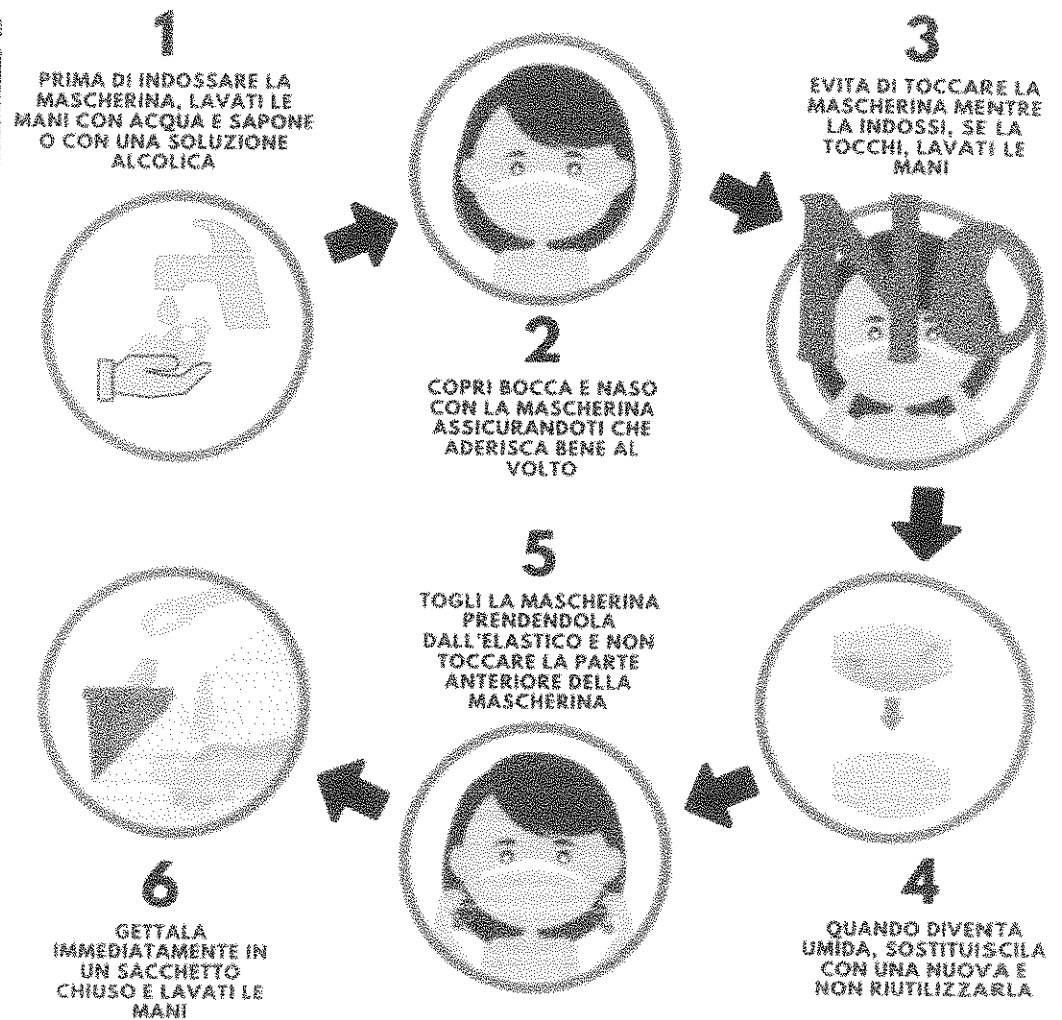 1
PRIMA DI INDOSSARE LA
MASCHERINA, LAVATI LE
MANI CON ACQUA E SAPONE
O CON UNA SOLUZIONE
ALCOLICA
2
COPRI BOCCA E NASO
CON LA MASCHERINA
ASSICURANDOTI CHE
ADERISCA BENE AL
VOLTO
3
EVITA DI TOCCARE LA
MASCHERINA MENTRE
LA INDOSSI, SE LA
TOCCHI, LAVATI LE
MANI
NO
4
QUANDO DIVENTA
UMIDA, SOSTITUISCILA
CON UNA NUOVA E
NON RIUTILIZZARLA
5
TOGLI LA MASCHERINA
PRENDENDOLA
DALL'ELASTICO E NON
TOCCARE LA PARTE
ANTERIORE DELLA
MASCHERINA
6
GETTALA
IMMEDIATAMENTE IN
UN SACCHETTO
CHIUSO E LAVATI LE
MANI